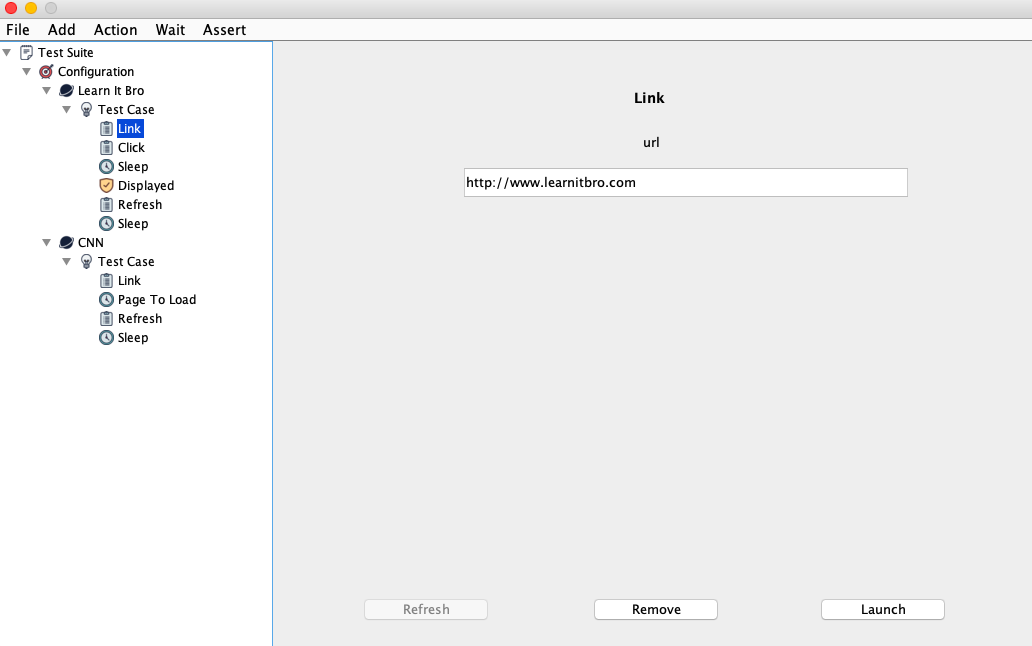 File Add Action Wait Assert
Test Suite
Configuration
Learn It Bro
Test Case
Link
Click
Sleep
Displayed
Refresh
Sleep
CNN
Test Case
Link
Page To Load
Refresh
Sleep
Link
url
http://www.learnitbro.com
Refresh Remove Launch